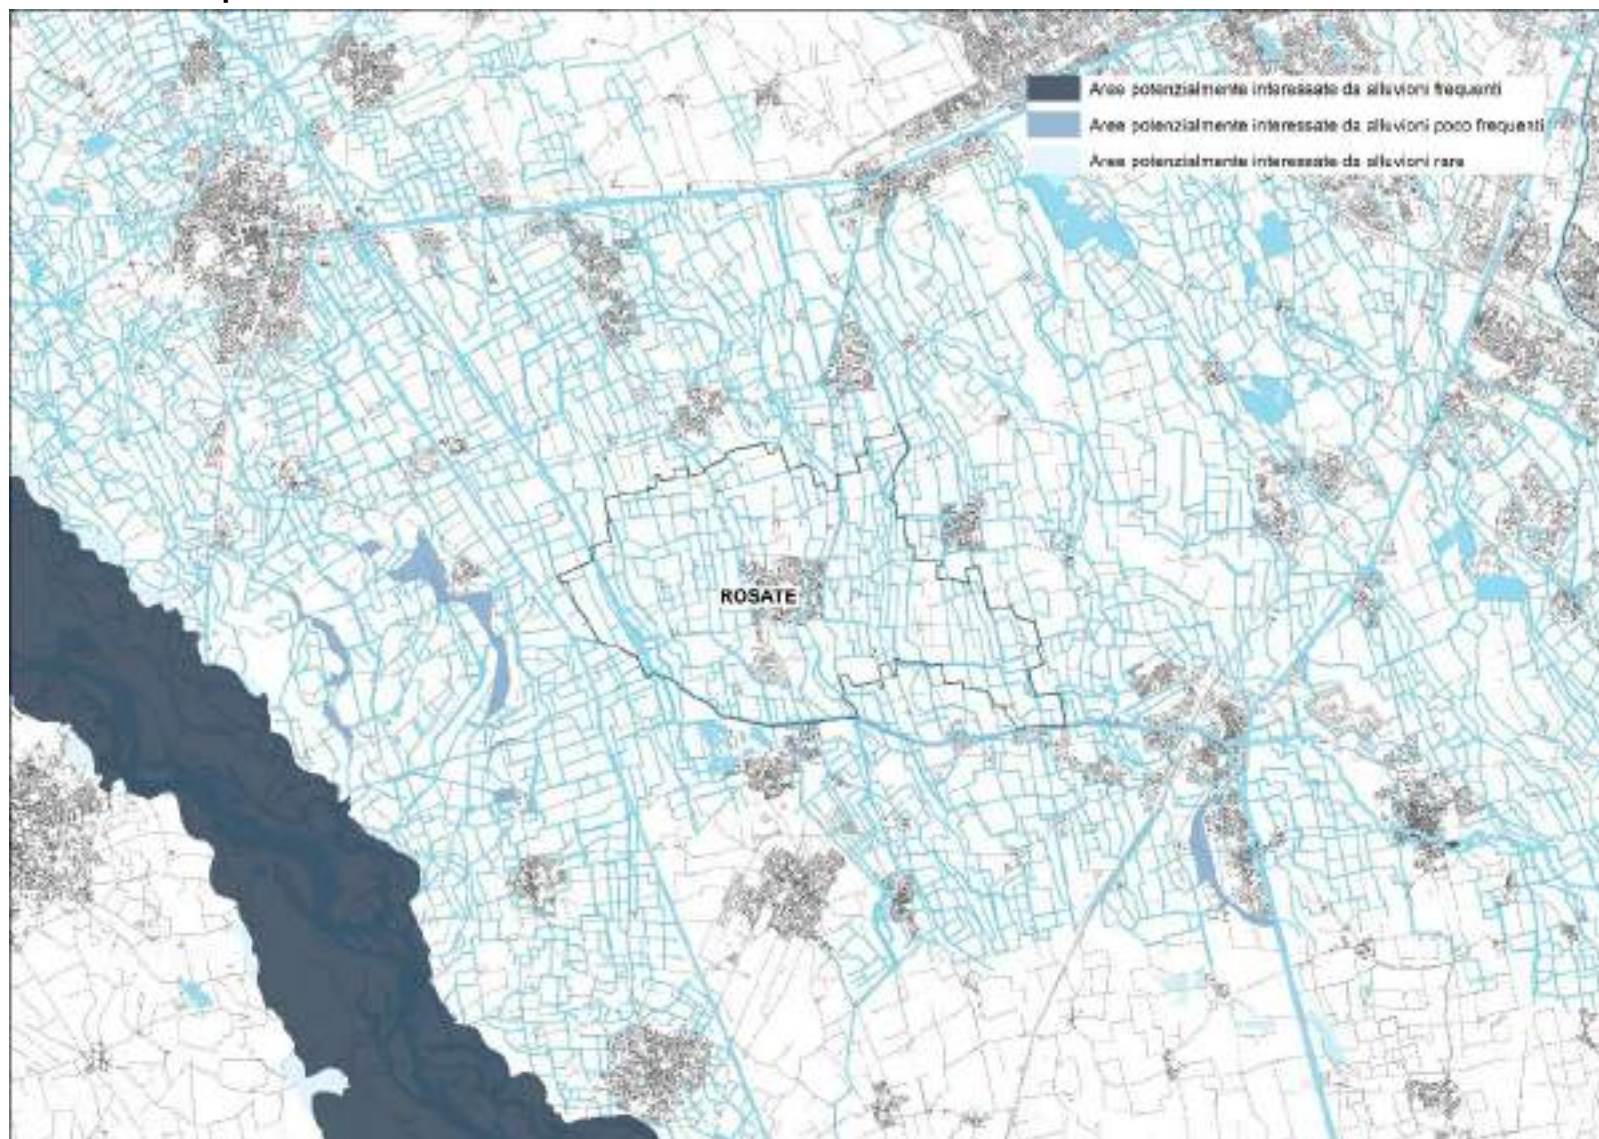 Aree potenzialmente interessate da alluvioni frequenti
Aree potenzialmente interessate da alluvioni poco frequenti
Aree potenzialmente interessate da alluvioni rare
ROSATE